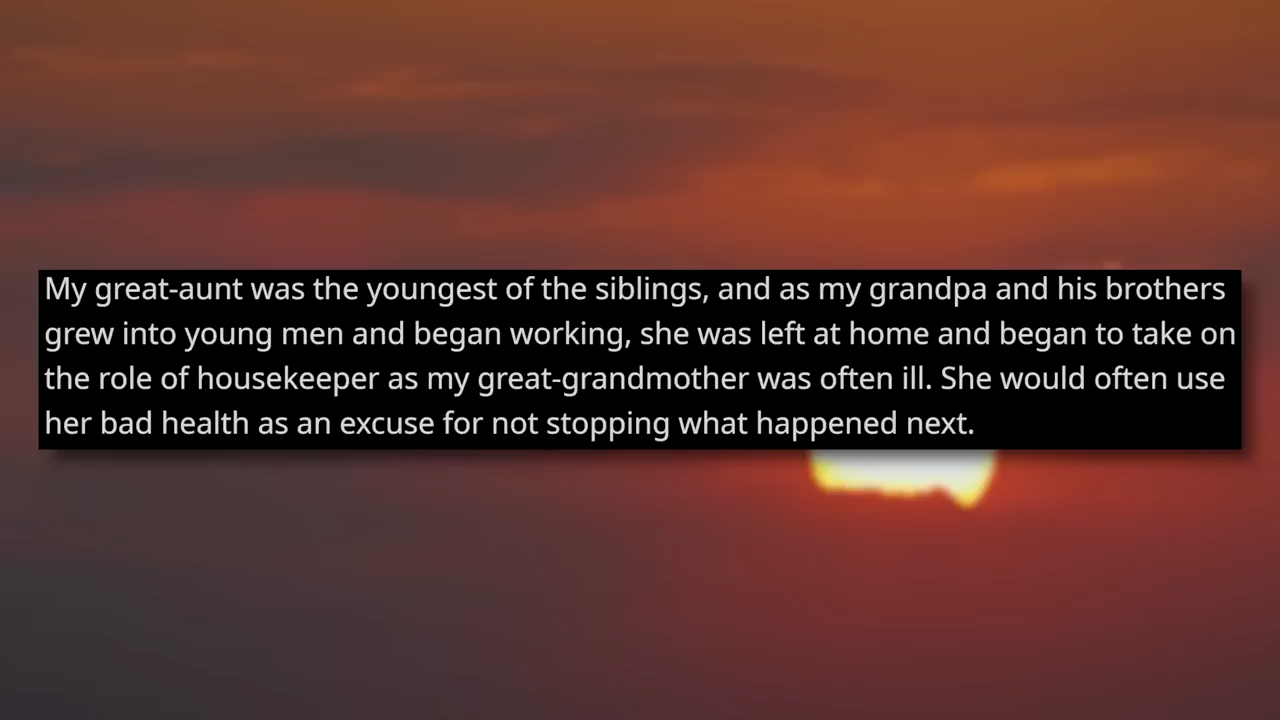 My great-aunt was the youngest of the siblings, and as my grandpa and his brothers
grew into young men and began working, she was left at home and began to take on
the role of housekeeper as my great-grandmother was often ill. She would often use
her bad health as an excuse for not stopping what happened next.